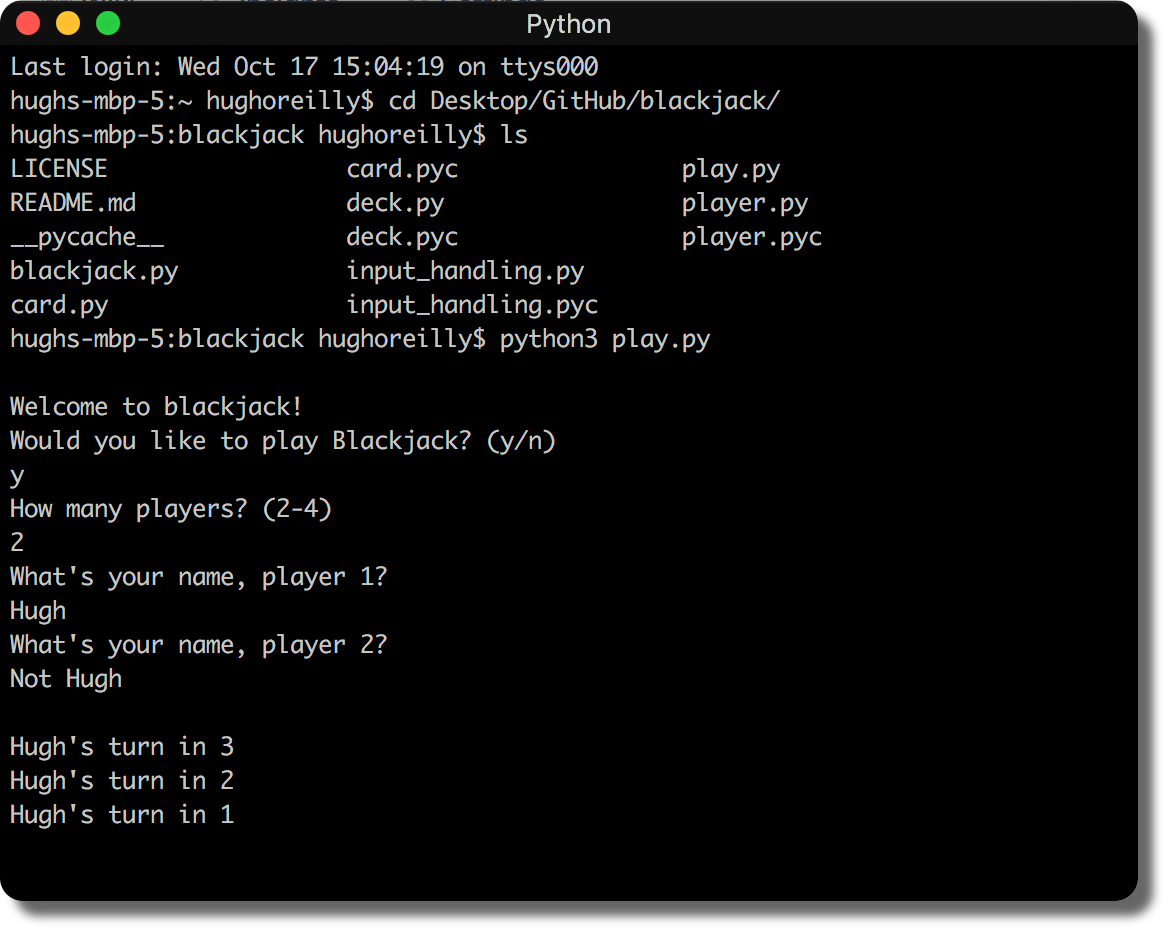 Python
Last login: Wed Oct 17 15:04:19 on ttys000
hughs-mbp-5:~ hughoreilly$ cd Desktop/GitHub/blackjack/
hughs-mbp-5:blackjack hughoreilly$ ls
LICENSE card.pyc play.py
README.md deck.py player.py
__pycache__ deck.pyc player.pyc
blackjack.py input_handling.py
card.py input_handling.pyc
hughs-mbp-5:blackjack hughoreilly$ python3 play.py
Welcome to blackjack!
Would you like to play Blackjack? (y/n)
y
How many players? (2-4)
2
What's your name, player 1?
Hugh
What's your name, player 2?
Not Hugh
Hugh's turn in 3
Hugh's turn in 2
Hugh's turn in 1